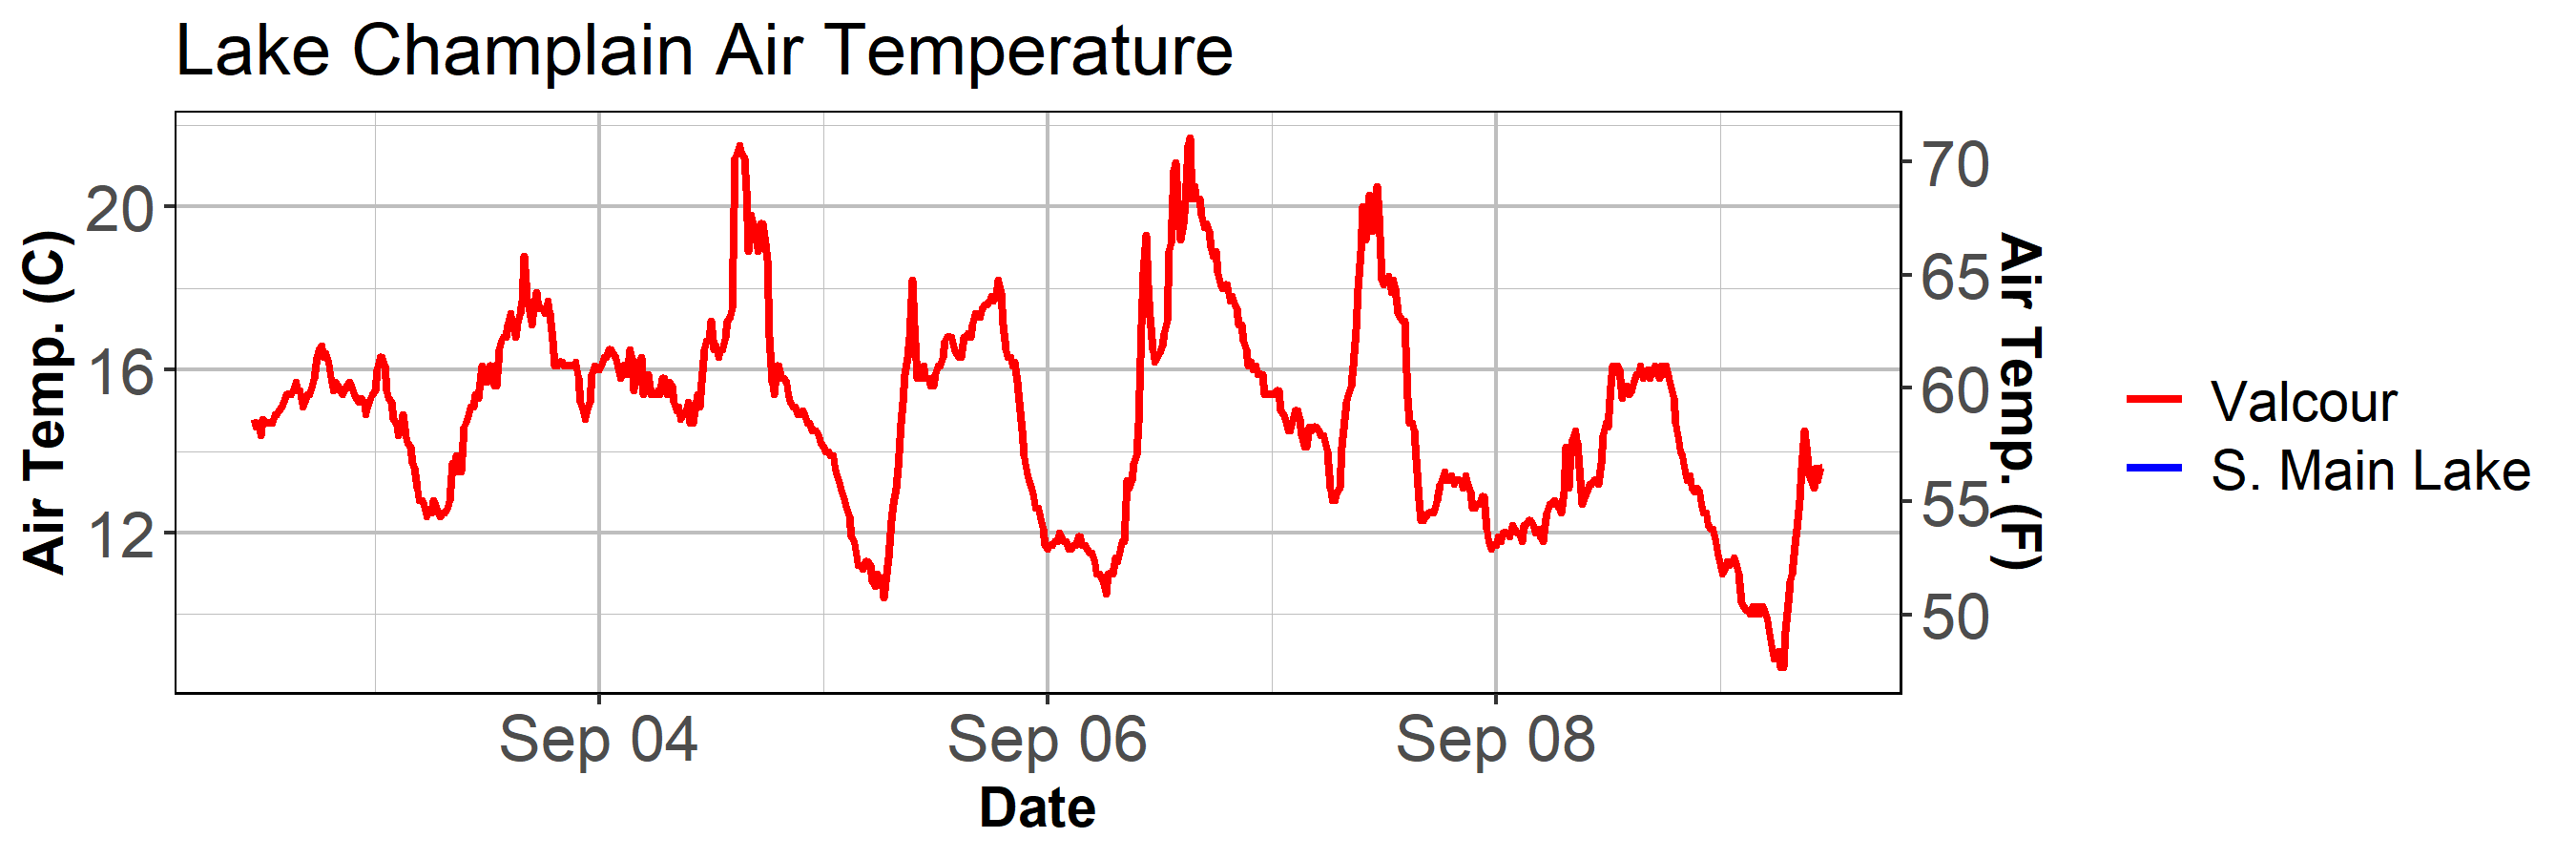 Lake Champlain Air Temperature
Air Temp. (C)
20
16
12
70
65
60
55
50
Air Temp. (F)
Sep 04 Sep 06 Sep 08
Date
Valcour
S. Main Lake